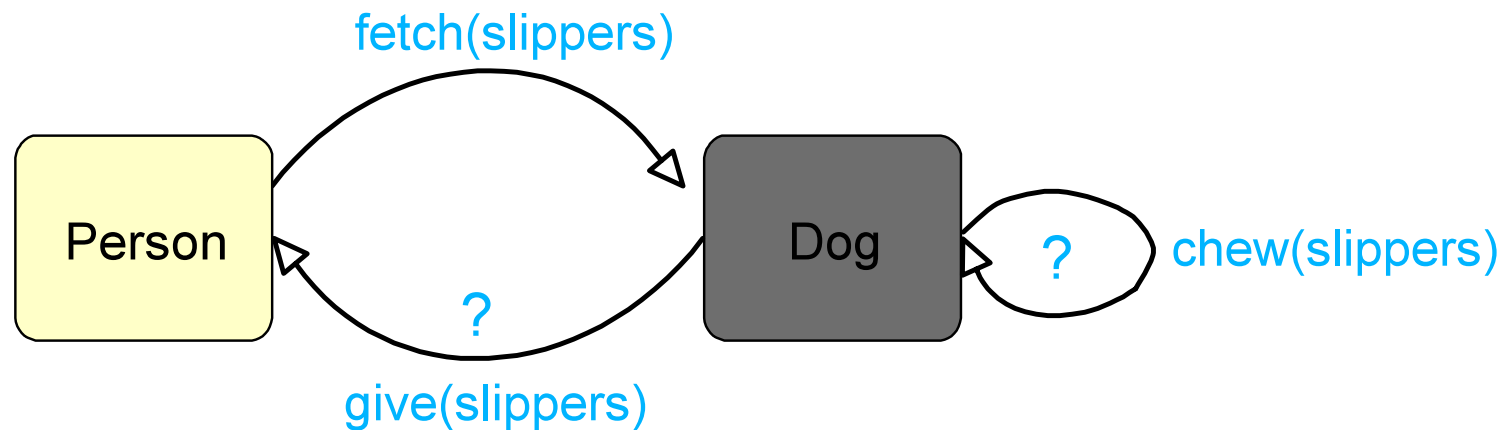 fetch(slippers)
Person
Dog
?
chew(slippers)
?
give(slippers)